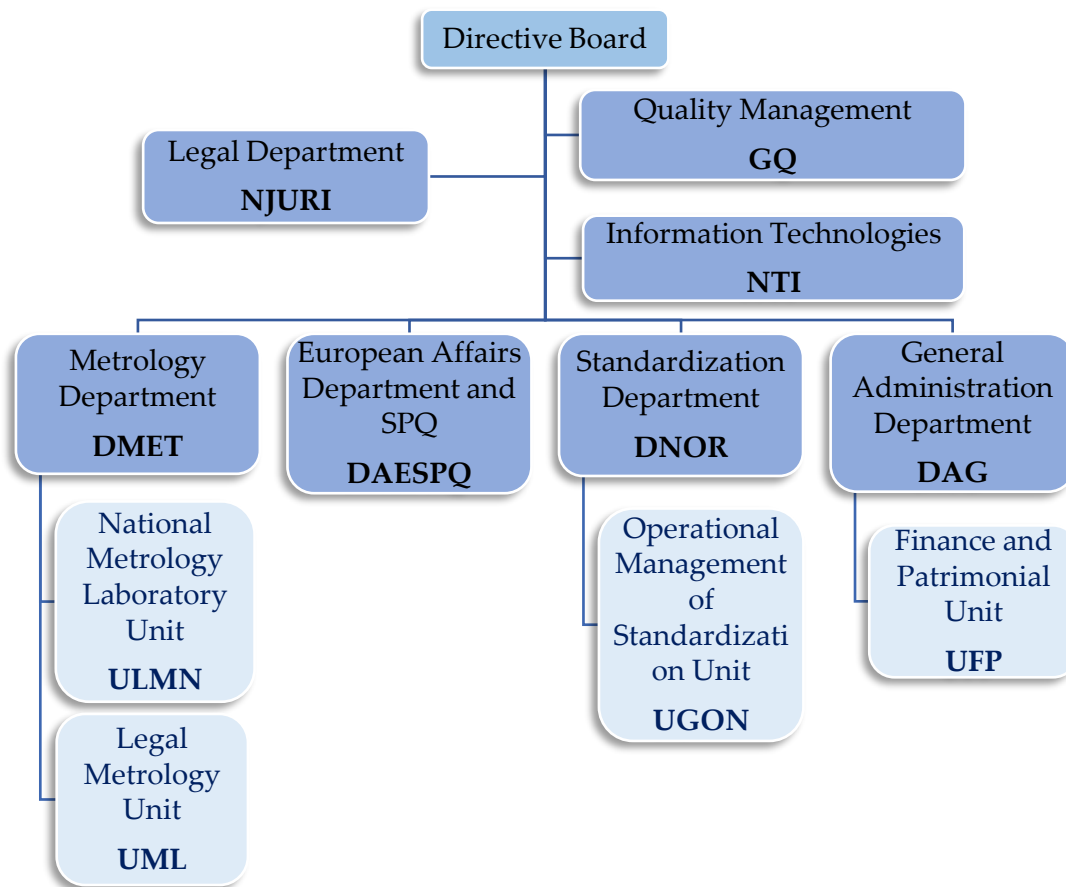 Directive Board
Quality Management
GQ
Legal Department
NJURI
Information Technologies
NTI
Metrology
Department
DMET
European Affairs
Department and
SPQ
DAESPQ
Standardization
Department
DNOR
General
Administration
Department
DAG
National
Metrology
Laboratory
Unit
ULMN
Legal
Metrology
Unit
UML
Operational
Management
of
Standardizati
on Unit
UGON
Finance and
Patrimonial
Unit
UFP